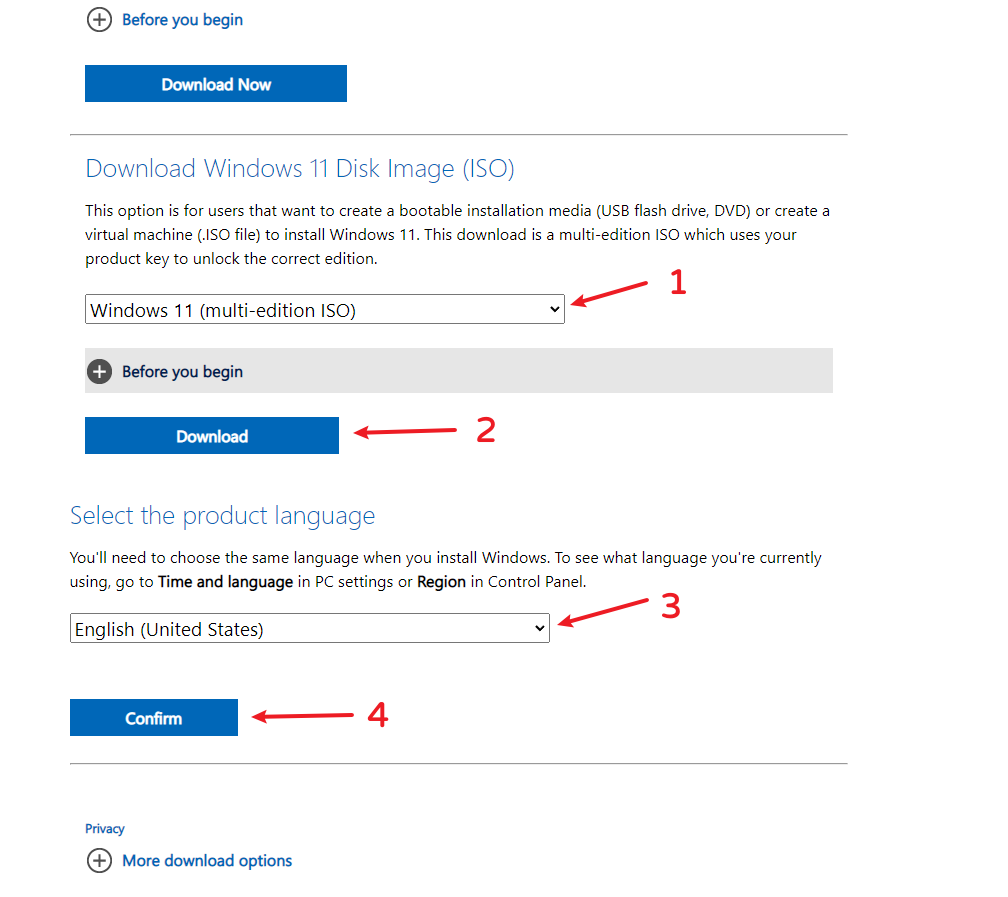 Before you begin
Download Now
Download Windows 11 Disk Image (ISO)
This option is for users that want to create a bootable installation media (USB flash drive, DVD) or create a
virtual machine (.ISO file) to install Windows 11. This download is a multi-edition ISO which uses your
product key to unlock the correct edition.
1
Windows 11 (multi-edition ISO)
Before you begin
Download
2
Select the product language
You'll need to choose the same language when you install Windows. To see what language you're currently
using, go to Time and language in PC settings or Region in Control Panel.
3
English (United States)
Confirm
4
Privacy
More download options